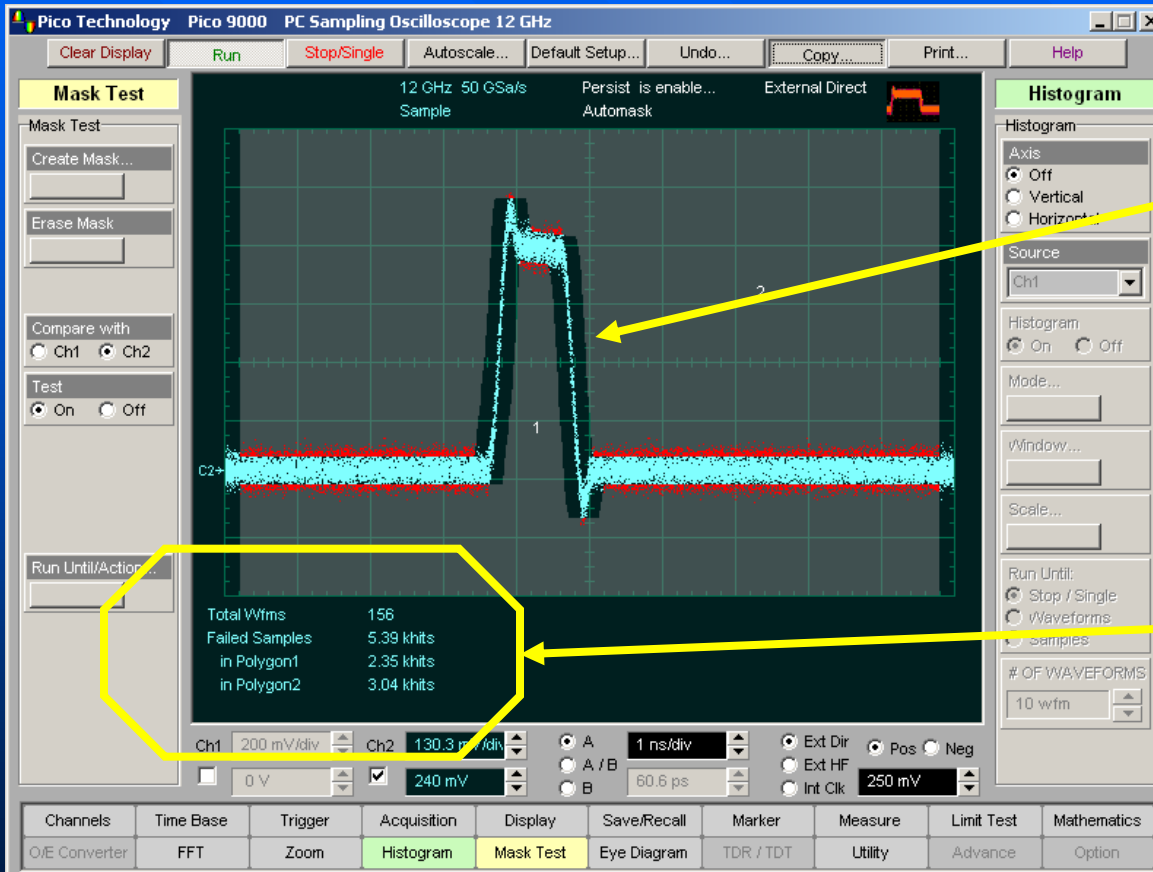 Pico Technology Pico 9000 PC Sampling Oscilloscope 12 GHz
Clear Display Run Stop/Single Autoscale... Default Setup... Undo... Copy... Print... Help
Mask Test
Mask Test
Create Mask...
Erase Mask
Compare with
Ch1 Ch2
Test
On Off
Run Until/Action...
12 GHz 50 GSa/s Persist is enable... External Direct
Sample Automask
2
1
C2
Total Wfms 156
Failed Samples 5.39 khits
in Polygon1 2.35 khits
in Polygon2 3.04 khits
Histogram
Histogram
Axis
Off
Vertical
Horizontal
Source
Ch1
Histogram
On Off
Mode...
Window...
Scale...
Run Until:
Stop / Single
Waveforms
Samples
# OF WAVEFORMS
10 wfm
Ch1 200 mV/div Ch2 130.3 mV/div A 1 ns/div Ext Dir Pos Neg
A / B Ext HF
0 V 240 mV B 60.6 ps Int Clk 250 mV
Channels Time Base Trigger Acquisition Display Save/Recall Marker Measure Limit Test Mathematics
O/E Converter FFT Zoom Histogram Mask Test Eye Diagram TDR / TDT Utility Advance Option